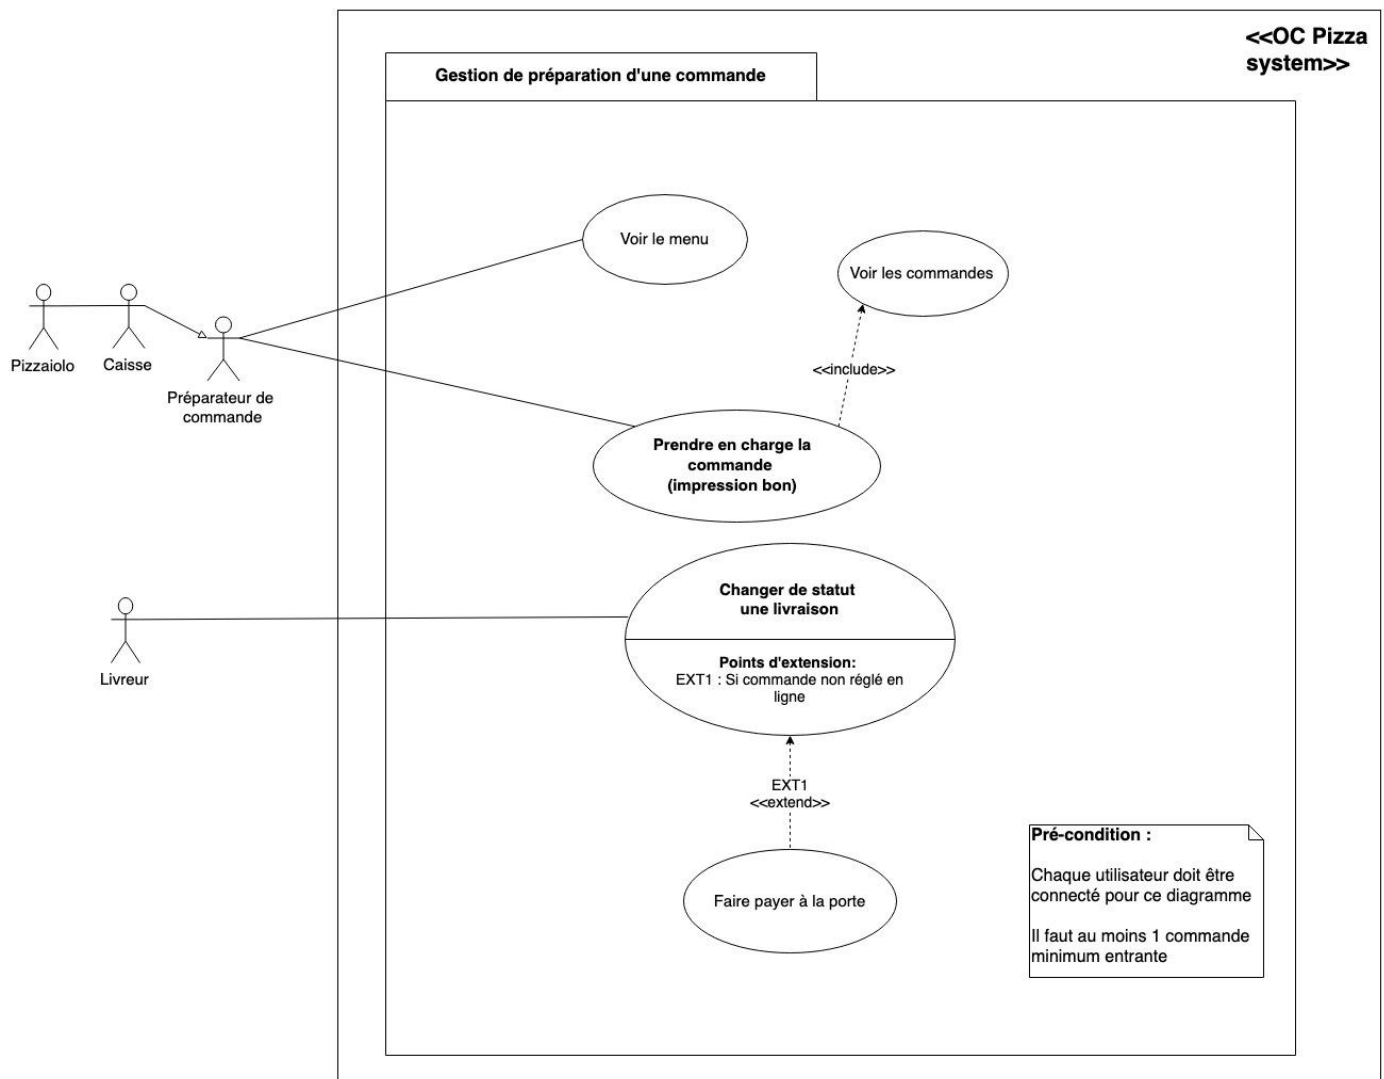 <<OC Pizza
system>>
Gestion de préparation d'une commande
Voir le menu
Voir les commandes
Pizzaiolo
Caisse
Préparateur de
commande
<<include>>
Prendre en charge la
commande
(impression bon)
Changer de statut
une livraison
Points d'extension:
EXT1 : Si commande non réglé en
ligne
Livreur
EXT1
<<extend>>
Faire payer à la porte
Pré-condition :
Chaque utilisateur doit être
connecté pour ce diagramme
Il faut au moins 1 commande
minimum entrante